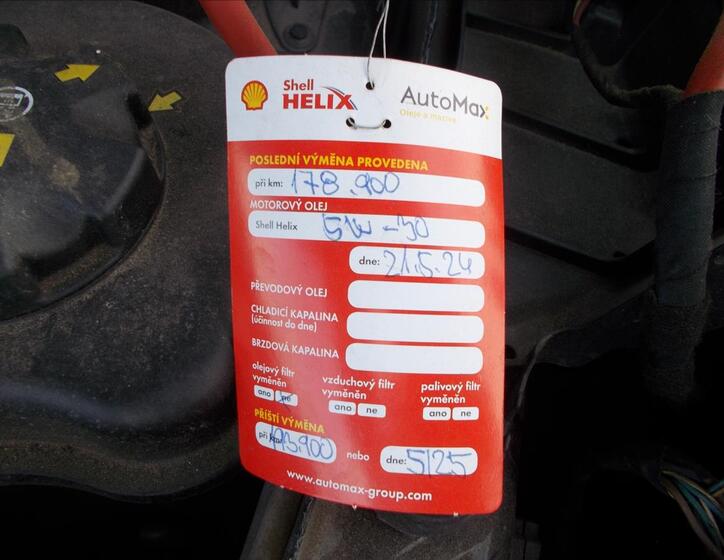 Shell
HELIX
AutoMax
Oleje a maziva
POSLEDNÍ VÝMĚNA PROVEDENA
při km: 178.900
MOTOROVÝ OLEJ
Shell Helix 5W-30
dne: 21.5.24
PŘEVODOVÝ OLEJ
CHLADICÍ KAPALINA
(účinnost do dne)
BRZDOVÁ KAPALINA
olejový filtr
vyměněn
ano ne
vzduchový filtr
vyměněn
ano ne
palivový filtr
vyměněn
ano ne
PŘÍŠTÍ VÝMĚNA
při km: 193.900 nebo dne: 5/25
www.automax-group.com